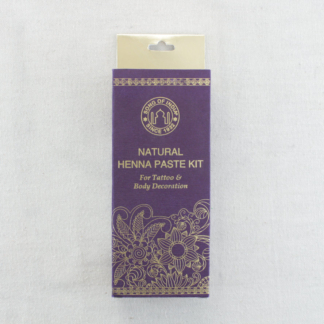 SONG OF INDIA
SINCE 1932
NATURAL
HENNA PASTE KIT
For Tattoo &
Body Decoration